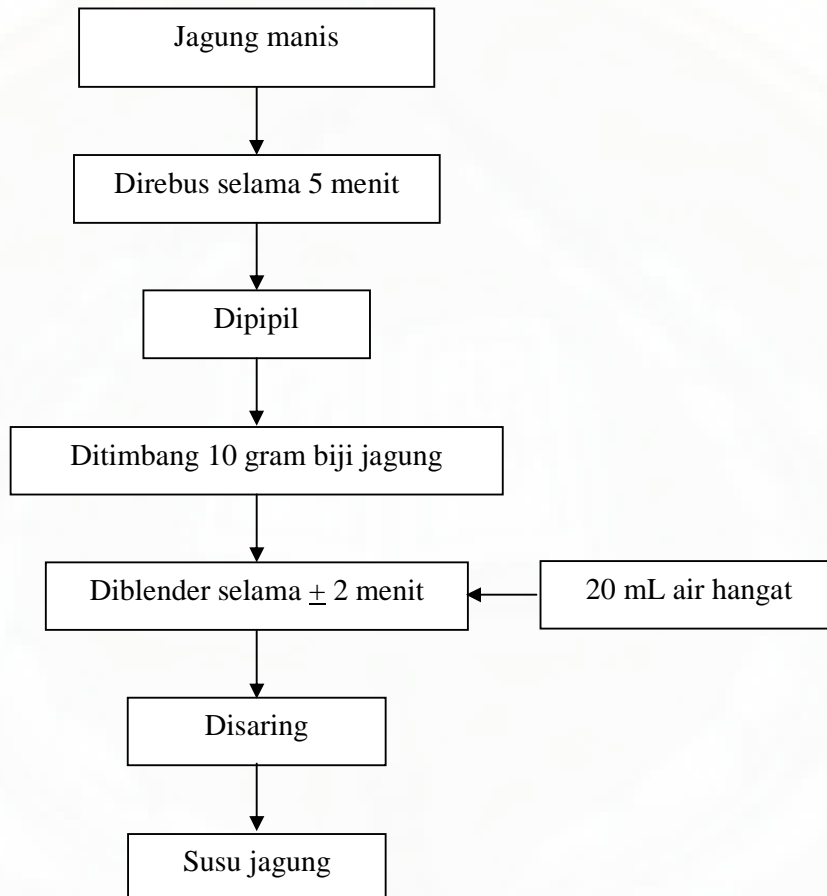 Jagung manis
Direbus selama 5 menit
Dipipil
Ditimbang 10 gram biji jagung
Diblender selama ± 2 menit
20 mL air hangat
Disaring
Susu jagung